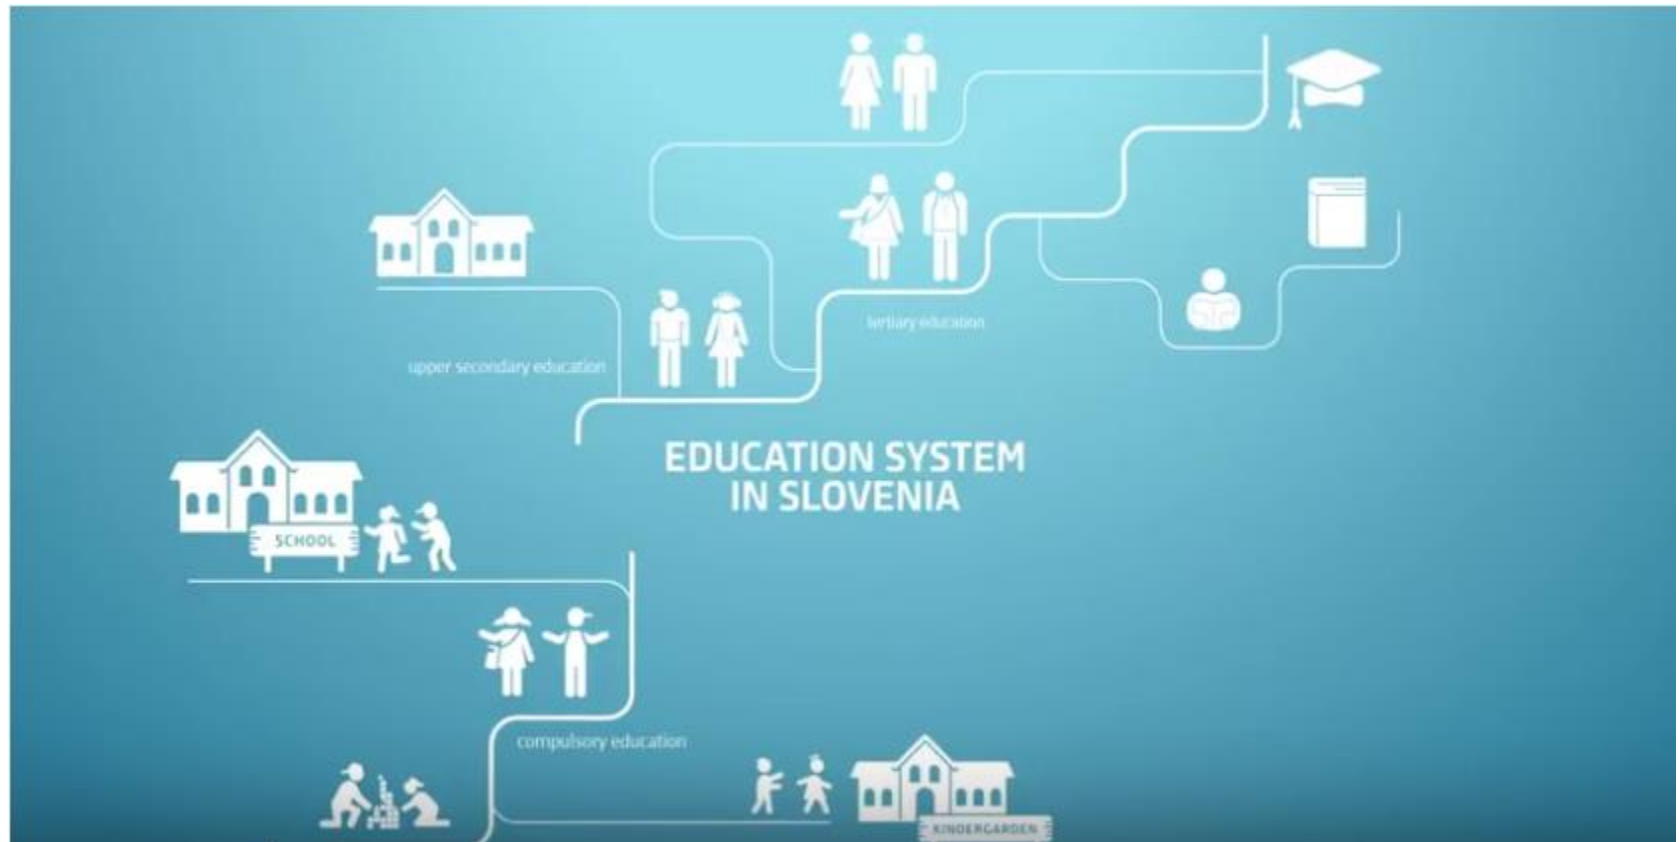 tertiary education
upper secondary education
EDUCATION SYSTEM
IN SLOVENIA
SCHOOL
compulsory education
KINDERGARDEN